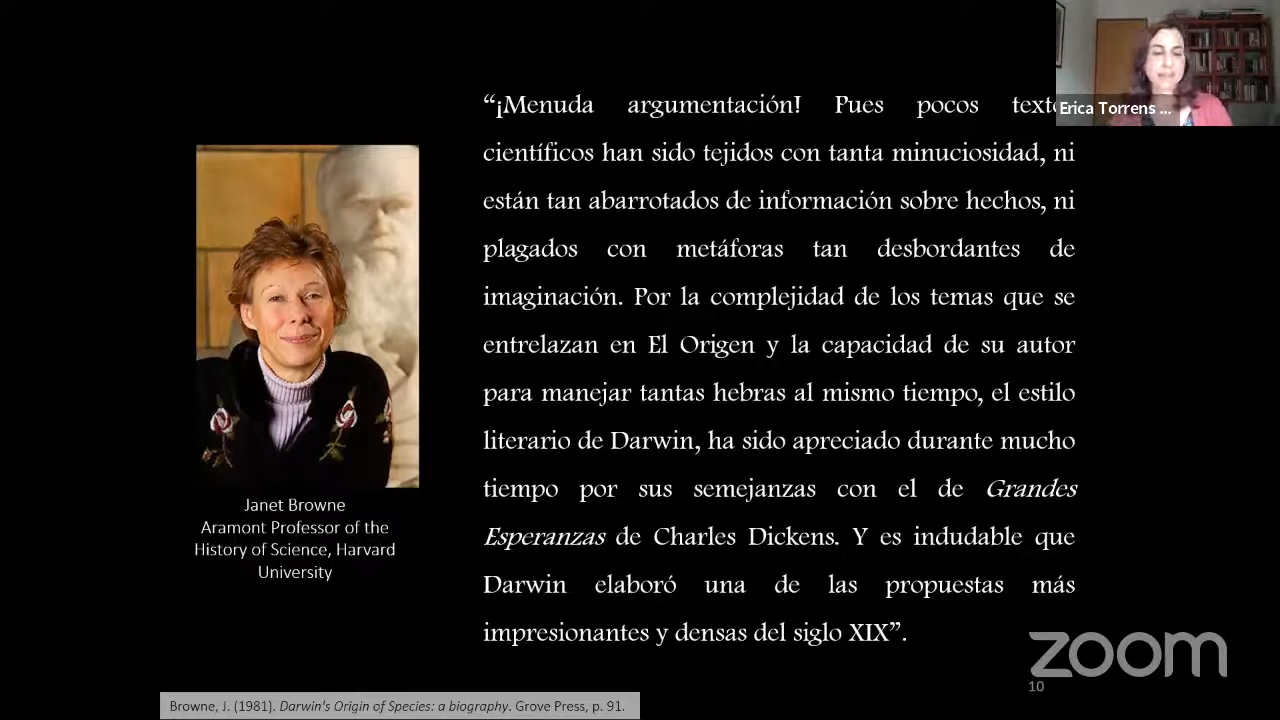 “¡Menuda argumentación! Pues pocos
científicos han sido tejidos con tanta minuciosidad, ni
están tan abarrotados de información sobre hechos, ni
plagados con metáforas tan desbordantes de
imaginación. Por la complejidad de los temas que se
entrelazan en El Origen y la capacidad de su autor
para manejar tantas hebras al mismo tiempo, el estilo
literario de Darwin, ha sido apreciado durante mucho
tiempo por sus semejanzas con el de Grandes
Esperanzas de Charles Dickens. Y es indudable que
Darwin elaboró una de las propuestas más
impresionantes y densas del siglo XIX”.
Erica Torrens ...
Janet Browne
Aramont Professor of the
History of Science, Harvard
University
zoom
10
Browne, J. (1981). Darwin's Origin of Species: a biography. Grove Press, p. 91.